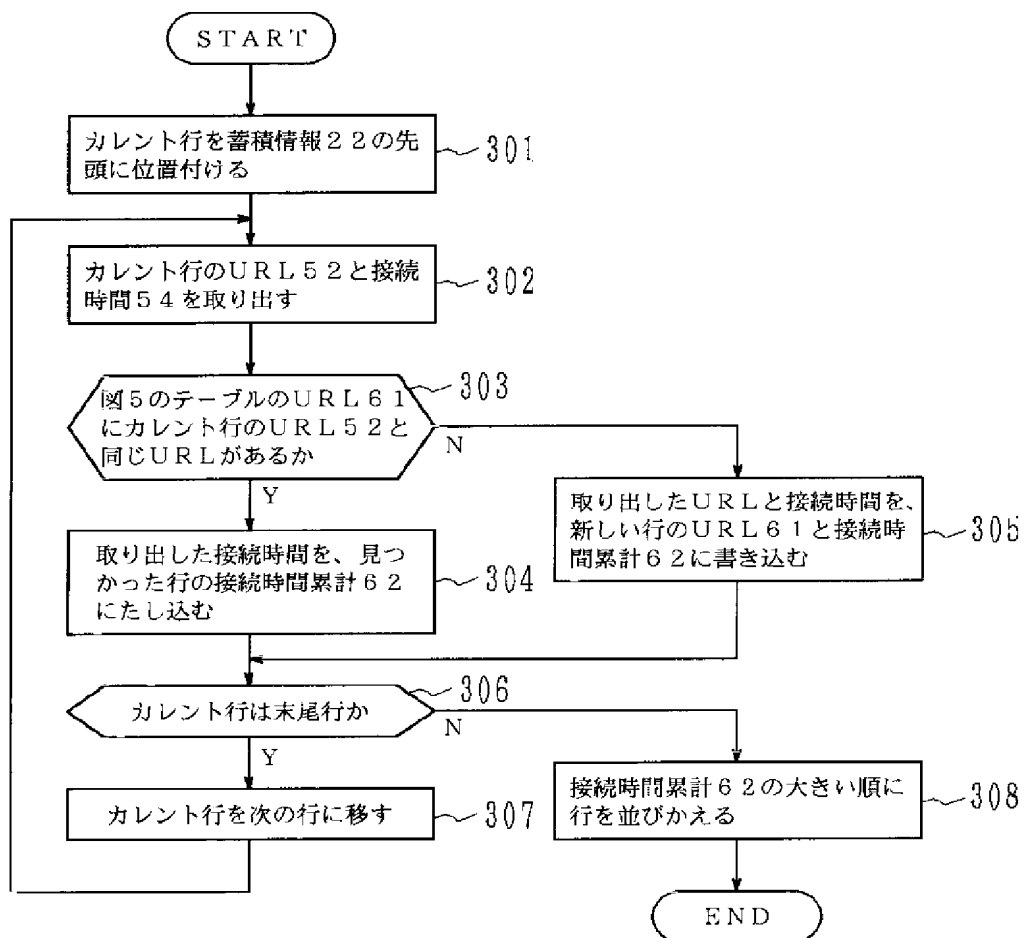 START
カレント行を蓄積情報22の先
頭に位置付ける
301
カレント行のURL52と接続
時間54を取り出す
302
図5のテーブルのURL61
にカレント行のURL52と
同じURLがあるか
303
N
Y
取り出した接続時間を、見つ
かった行の接続時間累計62
にたし込む
304
取り出したURLと接続時間を、
新しい行のURL61と接続時
間累計62に書き込む
305
カレント行は末尾行か
306
N
Y
カレント行を次の行に移す
307
接続時間累計62の大きい順に
行を並びかえる
308
END